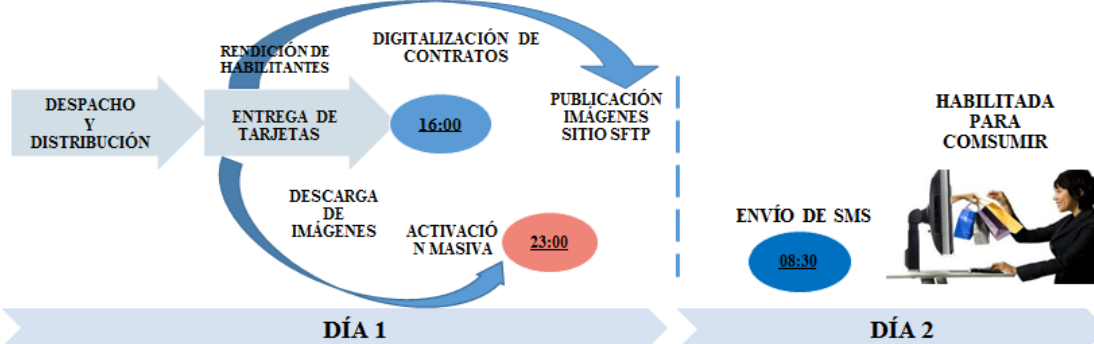 DESPACHO
Y
DISTRIBUCIÓN
RENDICIÓN DE
HABILITANTES
ENTREGA DE
TARJETAS
DIGITALIZACIÓN DE
CONTRATOS
16:00
PUBLICACIÓN
IMÁGENES
SITIO SFTP
DESCARGA
DE
IMÁGENES
ACTIVACIÓ
N MASIVA
23:00
ENVÍO DE SMS
08:30
HABILITADA
PARA
COMSUMIR
DÍA 1
DÍA 2